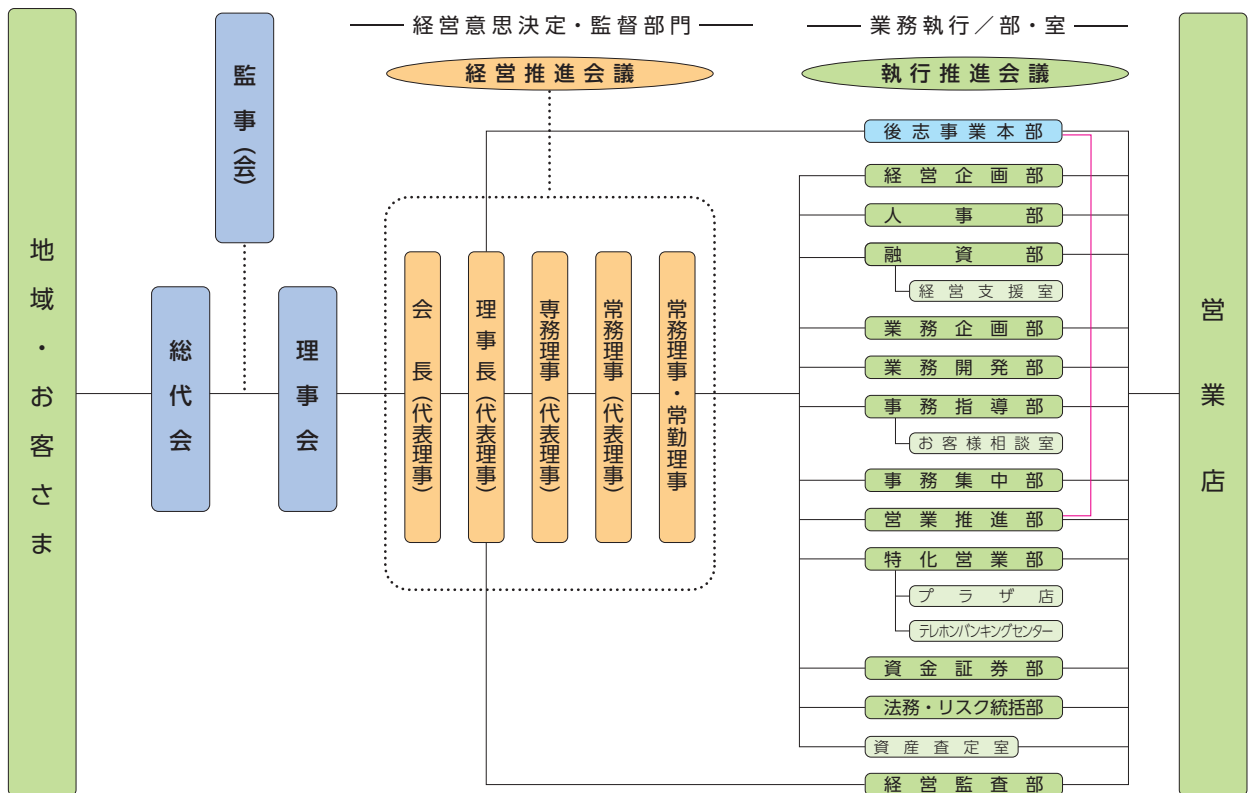 経営意思決定・監督部門
業務執行／部・室
経営推進会議
執行推進会議
地域・お客さま
監事(会)
総代会
理事会
会長(代表理事)
理事長(代表理事)
専務理事(代表理事)
常務理事(代表理事)
常務理事・常勤理事
後志事業本部
経営企画部
人事部
融資部
経営支援室
業務企画部
業務開発部
事務指導部
お客様相談室
事務集中部
営業推進部
特化営業部
プラザ店
テレホンバンキングセンター
資金証券部
法務・リスク統括部
資産査定室
経営監査部
営業店